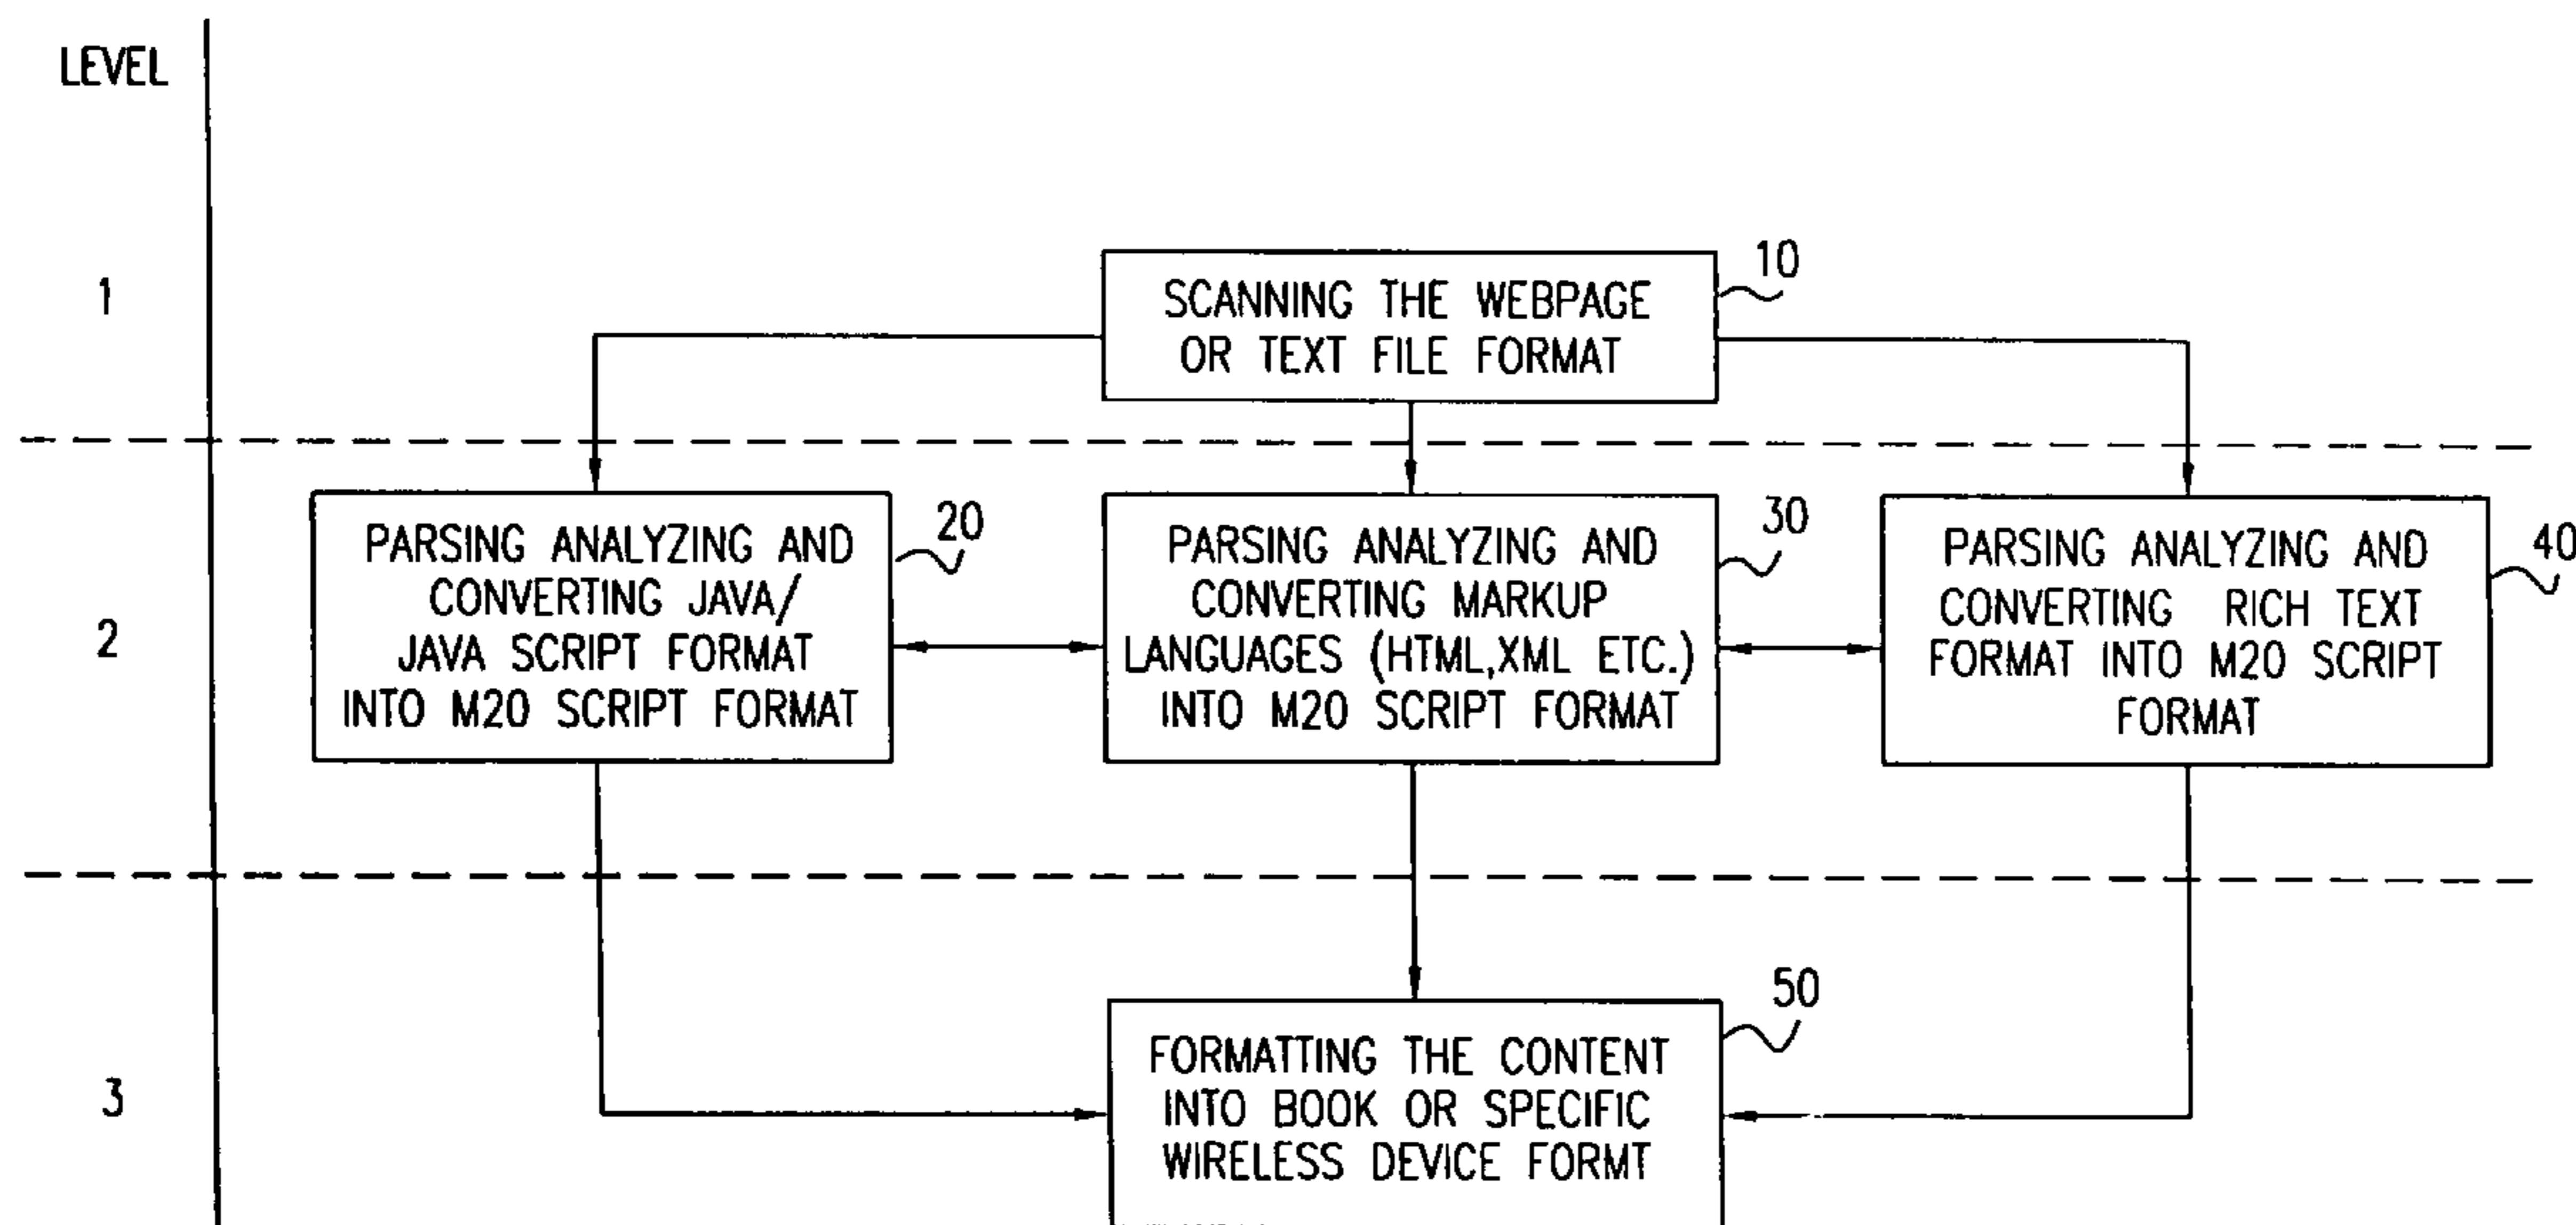 LEVEL
1
10
SCANNING THE WEBPAGE
OR TEXT FILE FORMAT
2
20
PARSING ANALYZING AND
CONVERTING JAVA/
JAVA SCRIPT FORMAT
INTO M20 SCRIPT FORMAT
30
PARSING ANALYZING AND
CONVERTING MARKUP
LANGUAGES (HTML,XML ETC.)
INTO M20 SCRIPT FORMAT
40
PARSING ANALYZING AND
CONVERTING RICH TEXT
FORMAT INTO M20 SCRIPT
FORMAT
3
50
FORMATTING THE CONTENT
INTO BOOK OR SPECIFIC
WIRELESS DEVICE FORMT